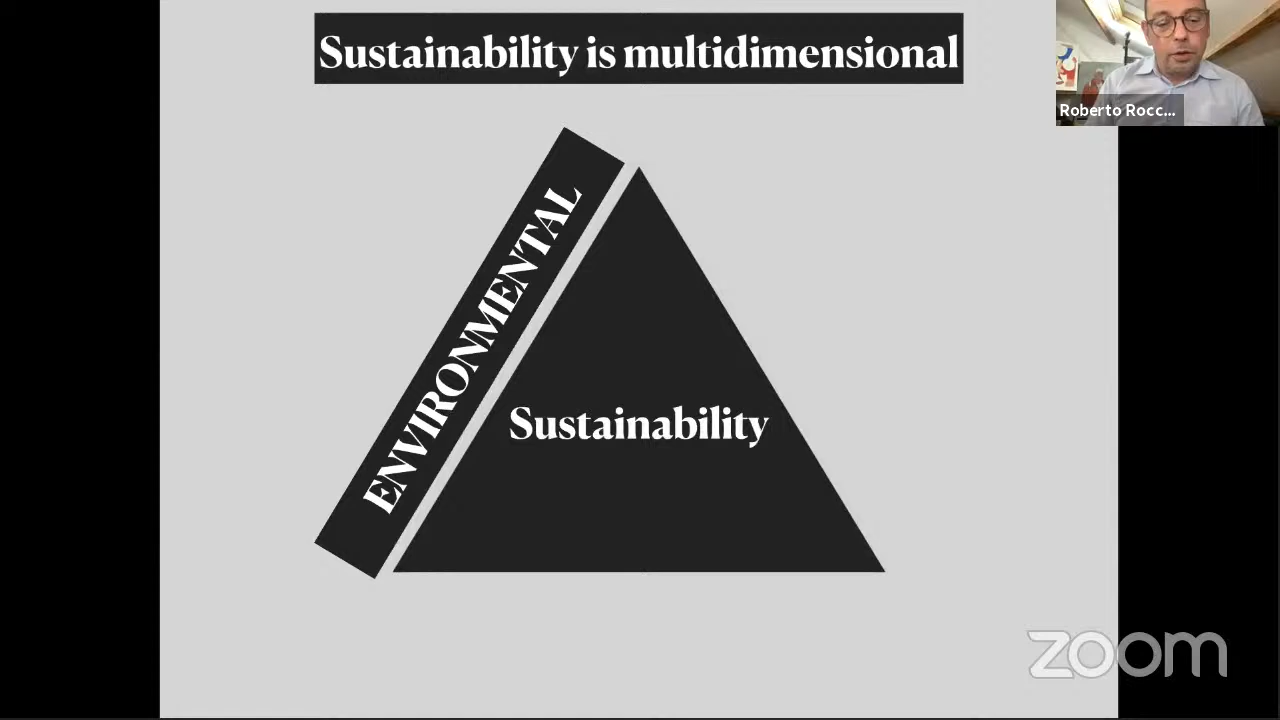 Sustainability is multidimensional
Roberto Rocc...
ENVIRONMENTAL
Sustainability
zoom